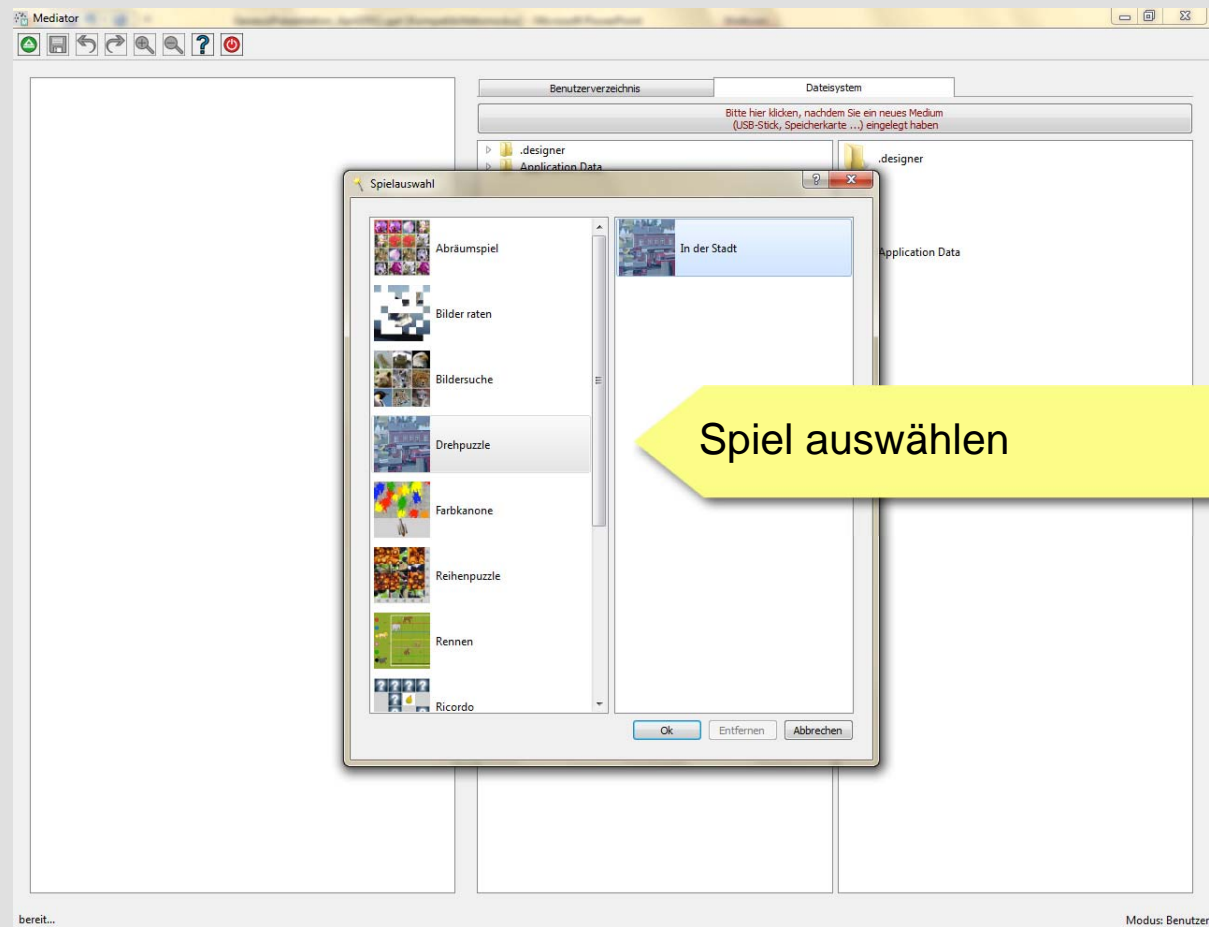 Mediator
Benutzerverzeichnis
Dateisystem
Bitte hier klicken, nachdem Sie ein neues Medium
(USB-Stick, Speicherkarte ...) eingelegt haben
.designer
Application Data
.designer
Application Data
Spielauswahl
Abräumspiel
Bilder raten
Bildersuche
Drehpuzzle
Farbkanone
Reihenpuzzle
Rennen
Ricordo
In der Stadt
Spiel auswählen
Ok
Entfernen
Abbrechen
bereit...
Modus: Benutzer